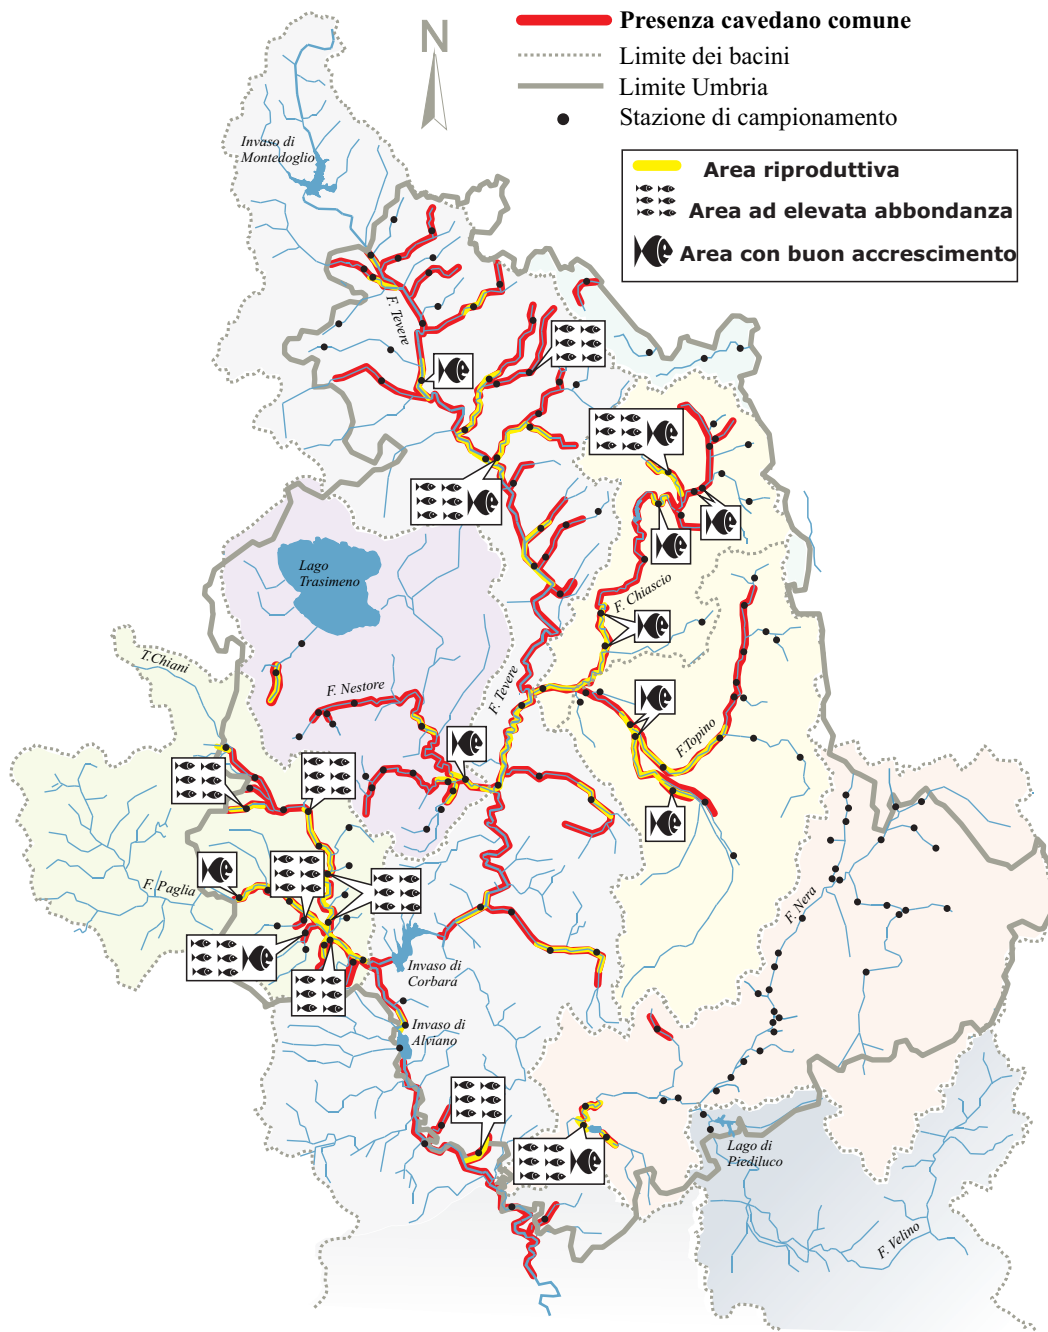 Presenza cavedano comune
Limite dei bacini
Limite Umbria
Stazione di campionamento
N
Area riproduttiva
Area ad elevata abbondanza
Area con buon accrescimento
Invaso di
Montedoglio
F. Tevere
Lago
Trasimeno
F. Chiascio
T.Chiani
F. Nestore
F. Tevere
F.Topino
F. Paglia
F. Nera
Invaso di
Corbara
Invaso di
Alviano
Lago di
Piediluco
F. Velino